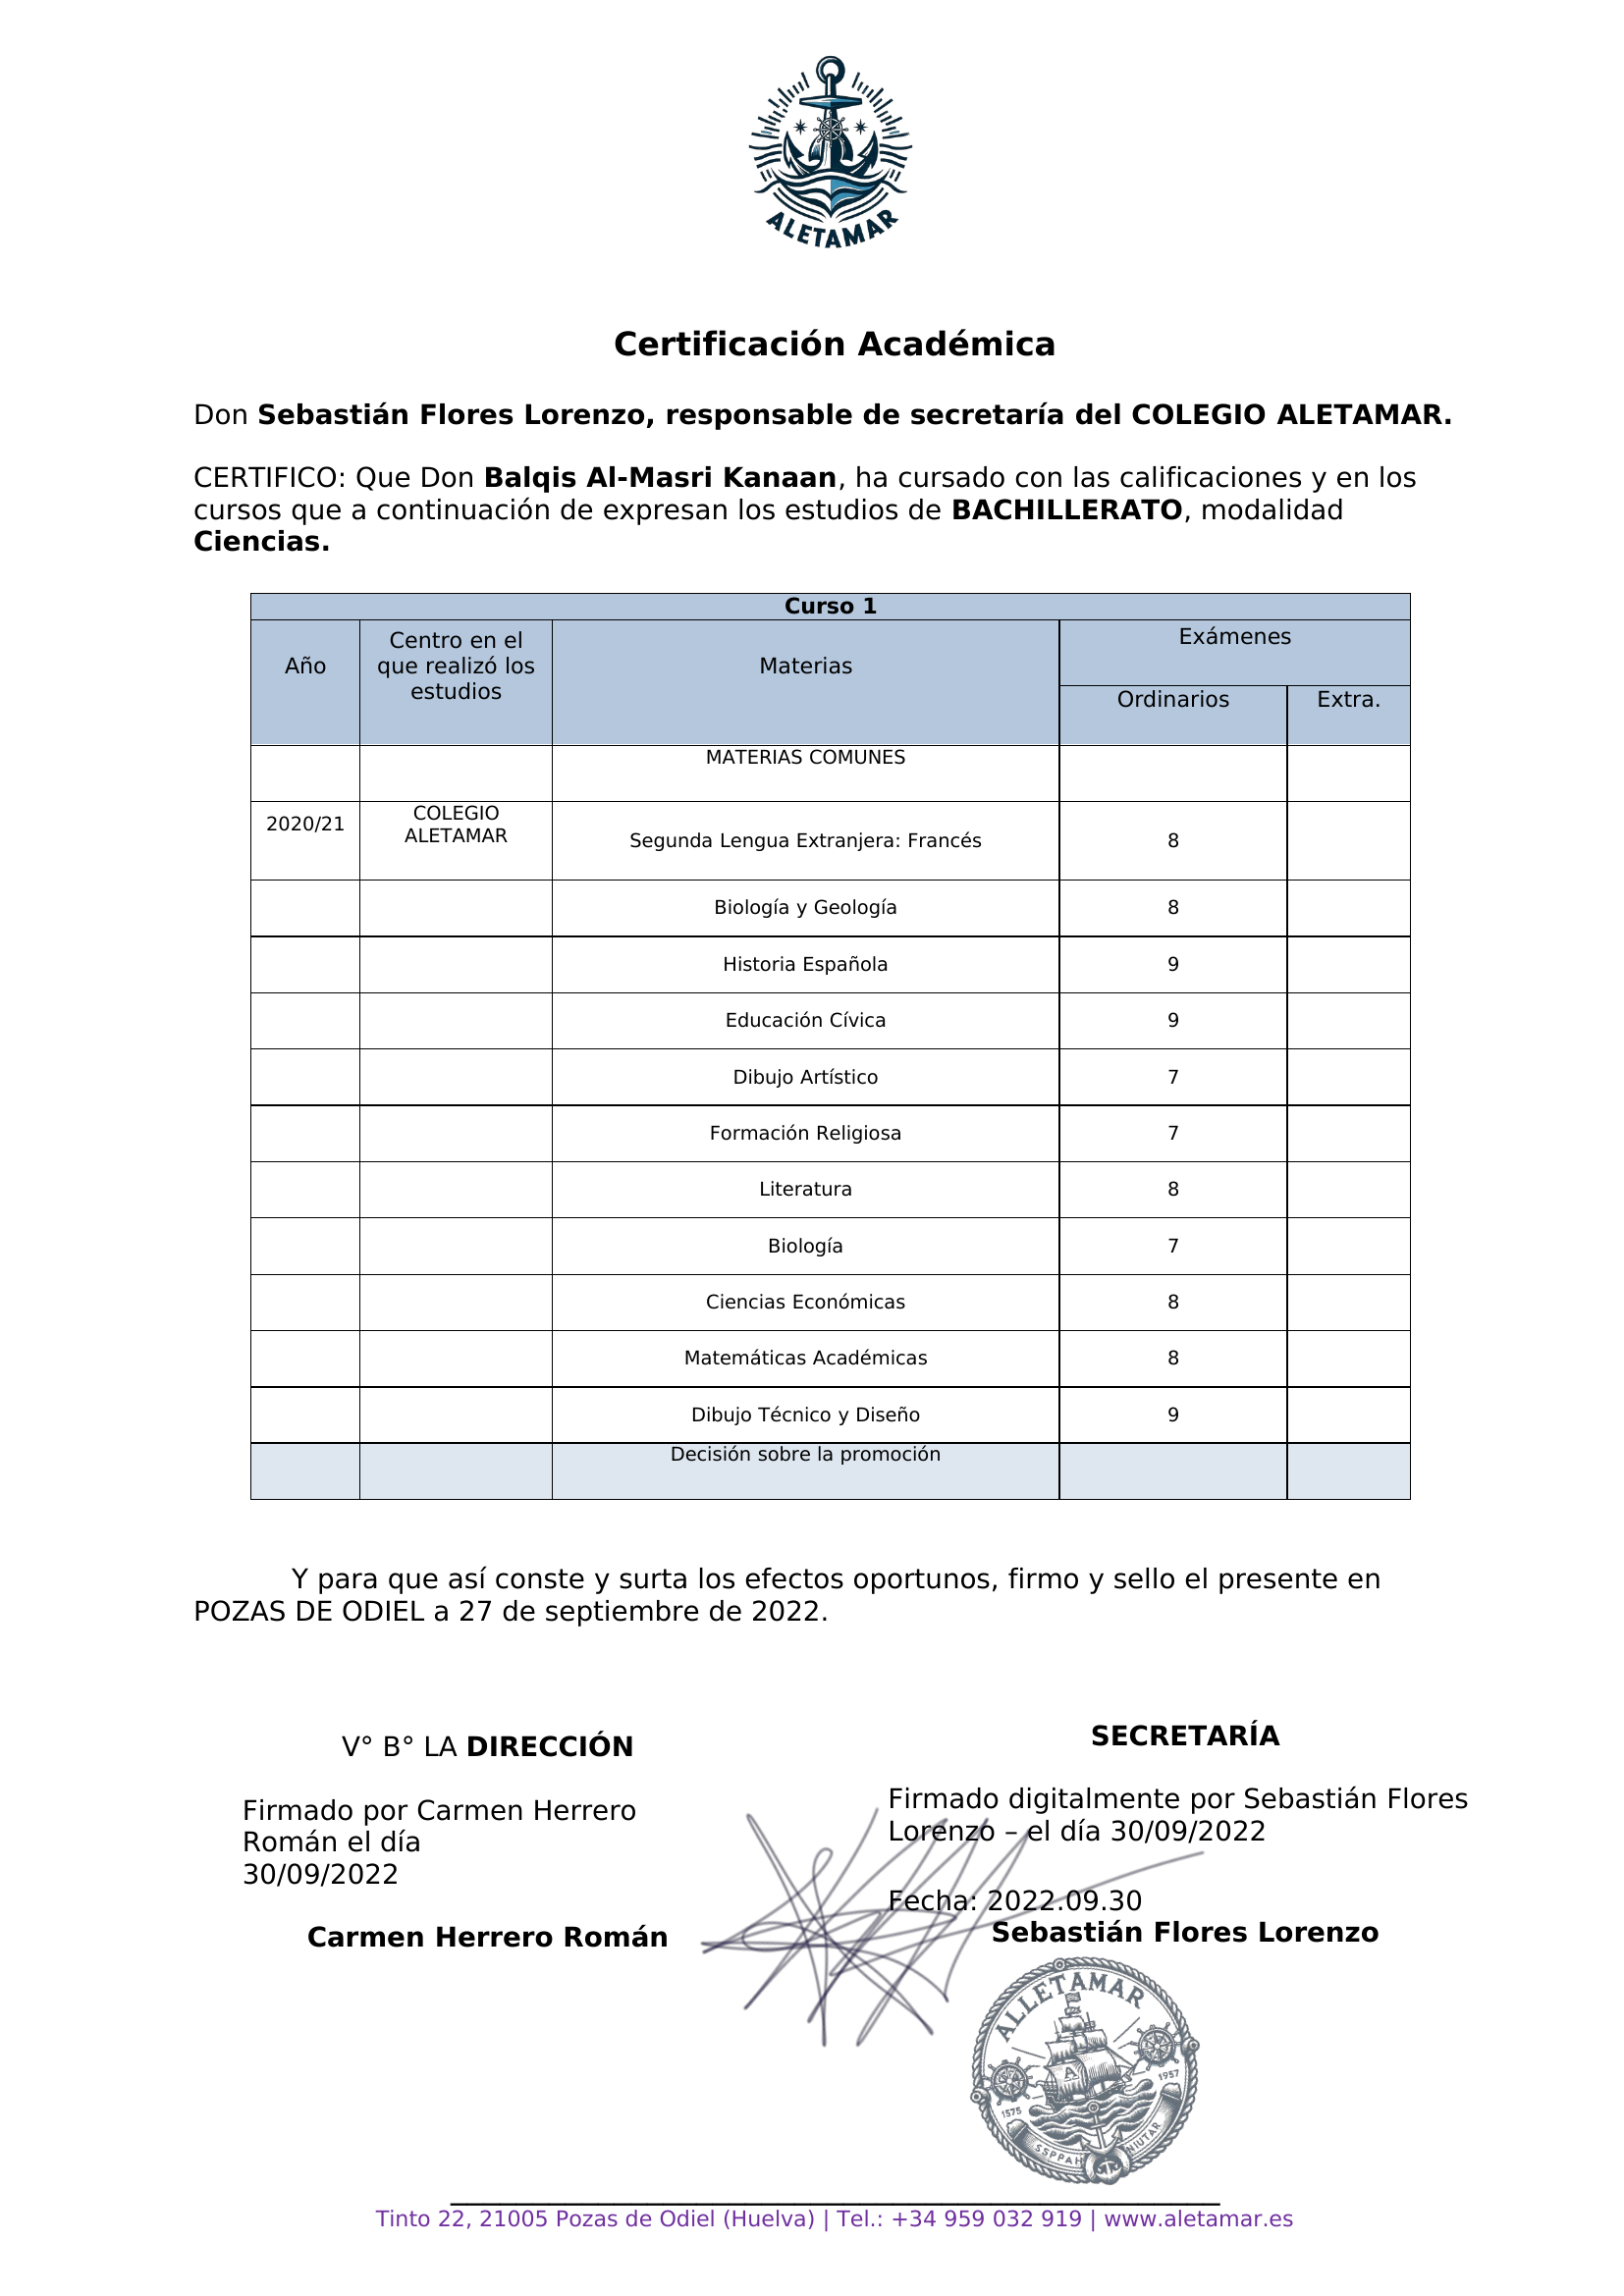 ALETAMAR
Certificación Académica
Don Sebastián Flores Lorenzo, responsable de secretaría del COLEGIO ALETAMAR.
CERTIFICO: Que Don Balqis Al-Masri Kanaan, ha cursado con las calificaciones y en los
cursos que a continuación de expresan los estudios de BACHILLERATO, modalidad
Ciencias.
Curso 1
Año
Centro en el
que realizó los
estudios
Materias
Exámenes
Ordinarios
Extra.
MATERIAS COMUNES
2020/21
COLEGIO
ALETAMAR
Segunda Lengua Extranjera: Francés 8
Biología y Geología 8
Historia Española 9
Educación Cívica 9
Dibujo Artístico 7
Formación Religiosa 7
Literatura 8
Biología 7
Ciencias Económicas 8
Matemáticas Académicas 8
Dibujo Técnico y Diseño 9
Decisión sobre la promoción
Y para que así conste y surta los efectos oportunos, firmo y sello el presente en
POZAS DE ODIEL a 27 de septiembre de 2022.
V° B° LA DIRECCIÓN
Firmado por Carmen Herrero
Román el día
30/09/2022
Carmen Herrero Román
SECRETARÍA
Firmado digitalmente por Sebastián Flores
Lorenzo – el día 30/09/2022
Fecha: 2022.09.30
Sebastián Flores Lorenzo
ALLETAMAR
A
1575
1957
SSPPAH
NIUTAR
Tinto 22, 21005 Pozas de Odiel (Huelva) | Tel.: +34 959 032 919 | www.aletamar.es